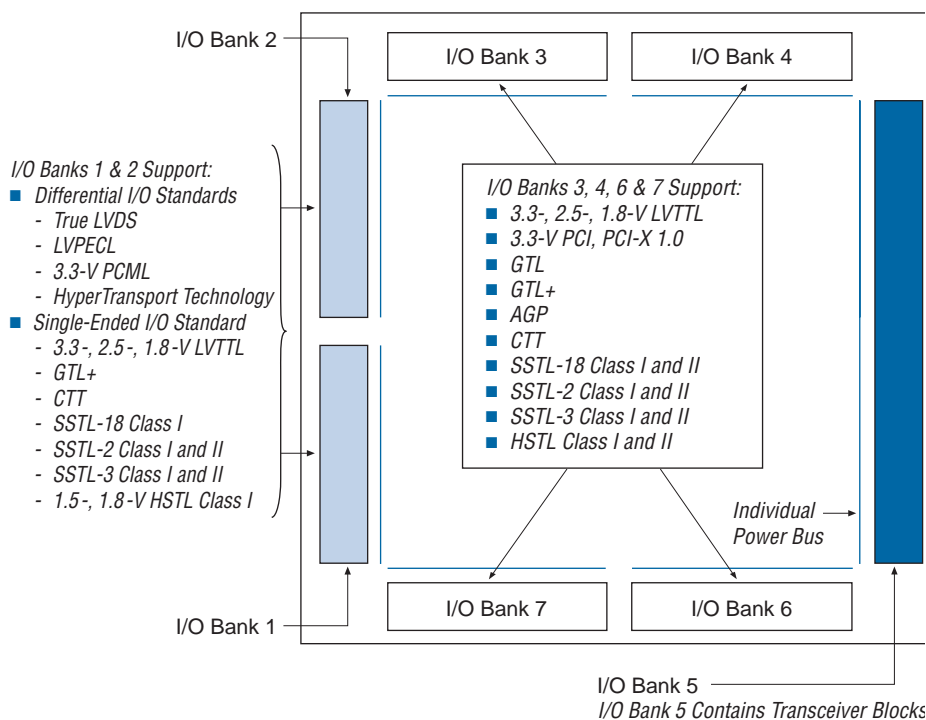 I/O Bank 2
I/O Bank 3
I/O Bank 4
I/O Banks 1 & 2 Support:
■ Differential I/O Standards
- True LVDS
- LVPECL
- 3.3-V PCML
- HyperTransport Technology
■ Single-Ended I/O Standard
- 3.3-, 2.5-, 1.8-V LVTTL
- GTL+
- CTT
- SSTL-18 Class I
- SSTL-2 Class I and II
- SSTL-3 Class I and II
- 1.5-, 1.8-V HSTL Class I
I/O Banks 3, 4, 6 & 7 Support:
■ 3.3-, 2.5-, 1.8-V LVTTL
■ 3.3-V PCI, PCI-X 1.0
■ GTL
■ GTL+
■ AGP
■ CTT
■ SSTL-18 Class I and II
■ SSTL-2 Class I and II
■ SSTL-3 Class I and II
■ HSTL Class I and II
Individual
Power Bus
I/O Bank 7
I/O Bank 6
I/O Bank 1
I/O Bank 5
I/O Bank 5 Contains Transceiver Blocks